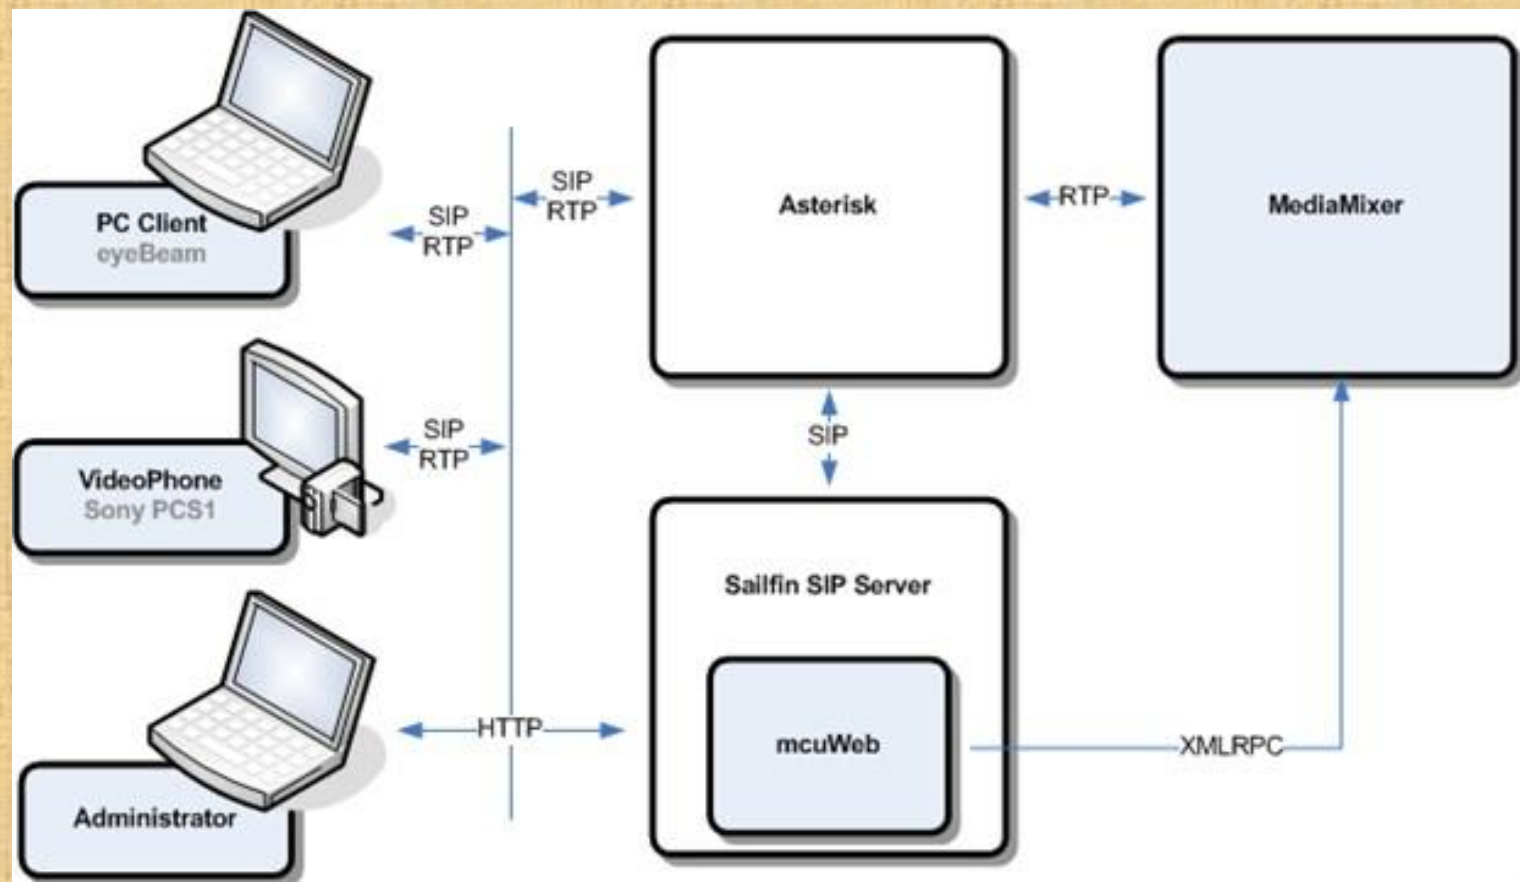 PC Client
eyeBeam
SIP
RTP
SIP
RTP
Asterisk
RTP
MediaMixer
VideoPhone
Sony PCS1
SIP
RTP
SIP
Sailfin SIP Server
mcuWeb
Administrator
HTTP
XMLRPC